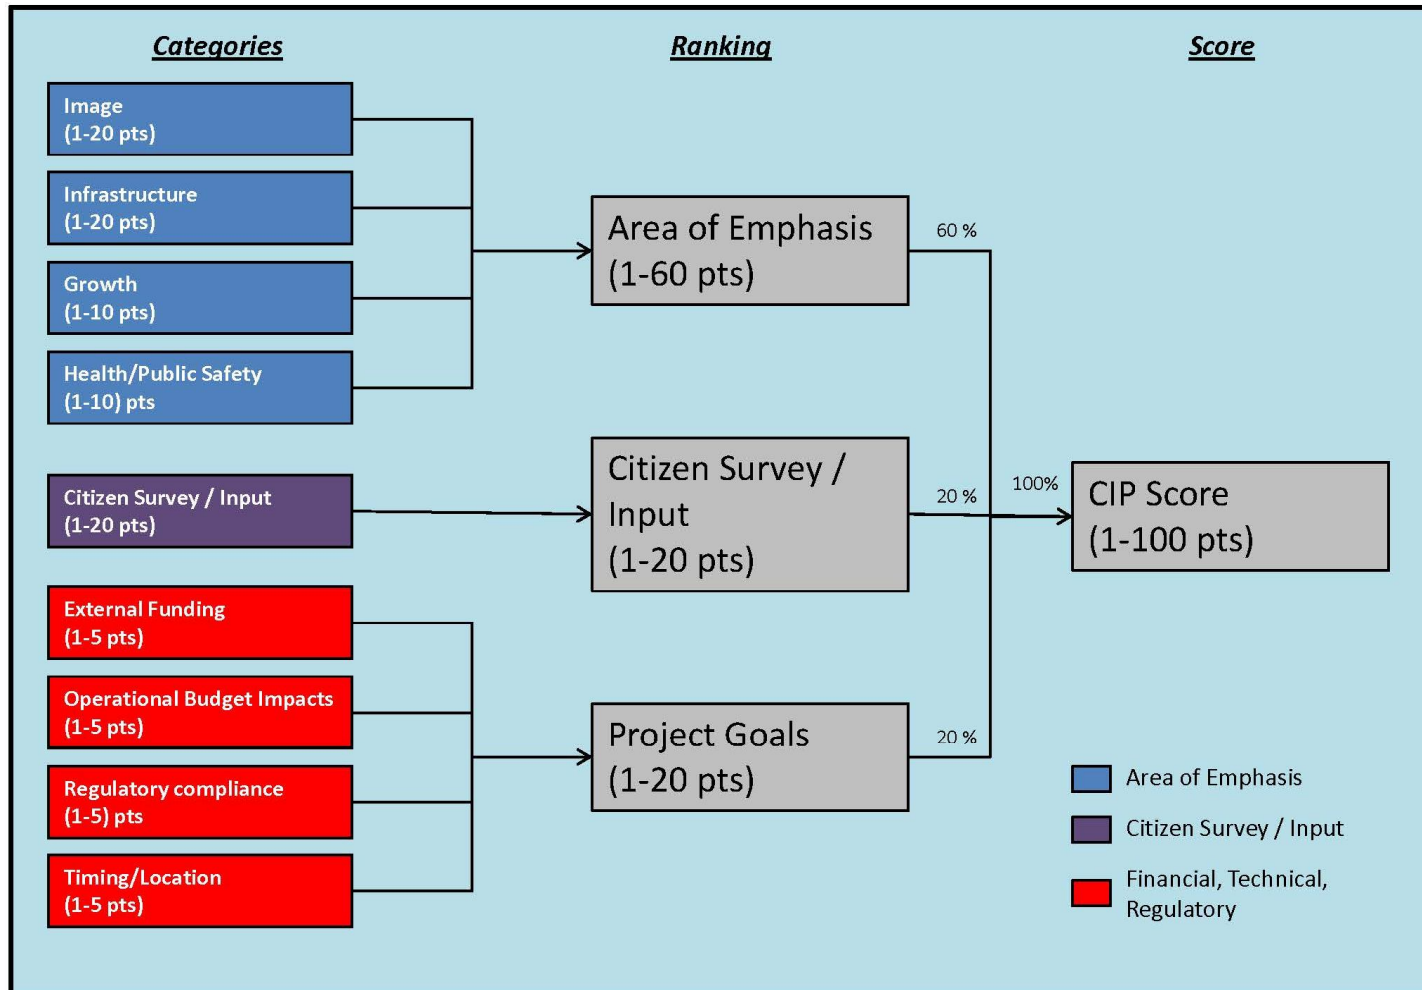 Categories
Ranking
Score
Image
(1-20 pts)
Infrastructure
(1-20 pts)
Growth
(1-10 pts)
Health/Public Safety
(1-10) pts
Citizen Survey / Input
(1-20 pts)
External Funding
(1-5 pts)
Operational Budget Impacts
(1-5 pts)
Regulatory compliance
(1-5) pts
Timing/Location
(1-5 pts)
Area of Emphasis
(1-60 pts)
Citizen Survey /
Input
(1-20 pts)
Project Goals
(1-20 pts)
60 %
20 %
20 %
100%
CIP Score
(1-100 pts)
Area of Emphasis
Citizen Survey / Input
Financial, Technical,
Regulatory